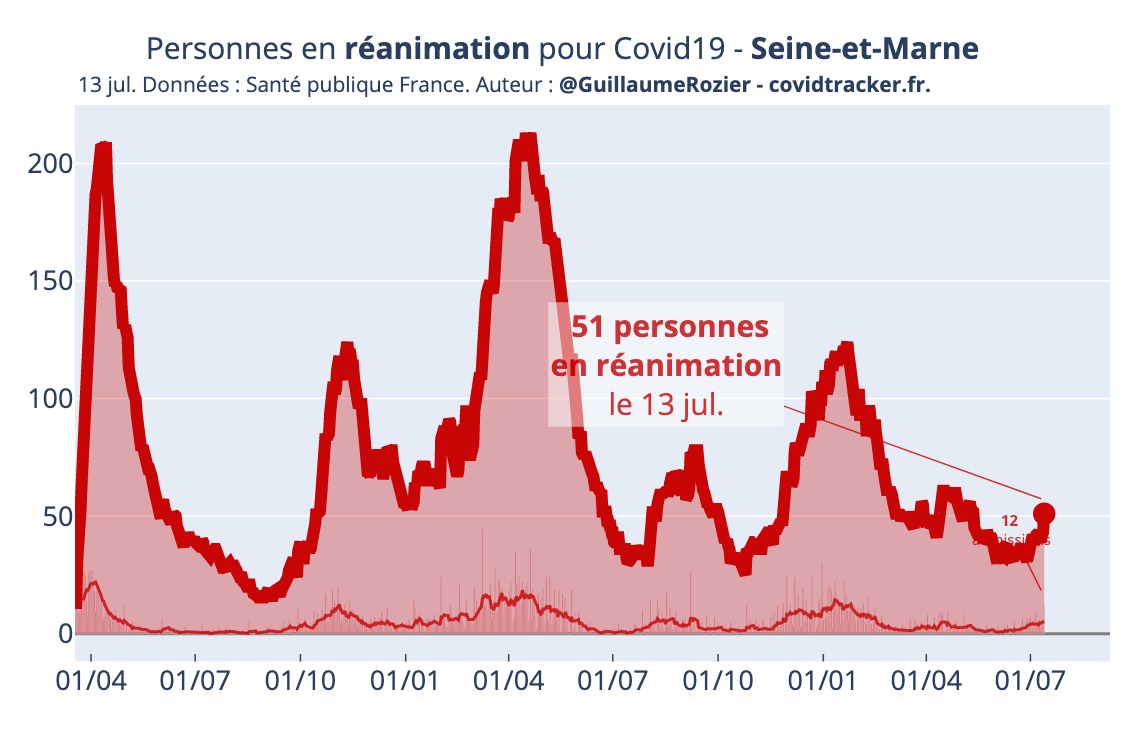 Personnes en réanimation pour Covid19 - Seine-et-Marne
13 jul. Données : Santé publique France. Auteur : @GuillaumeRozier - covidtracker.fr.
200
150
100
50
0
51 personnes
en réanimation
le 13 jul.
12
01/04 01/07 01/10 01/01 01/04 01/07 01/10 01/01 01/04 01/07